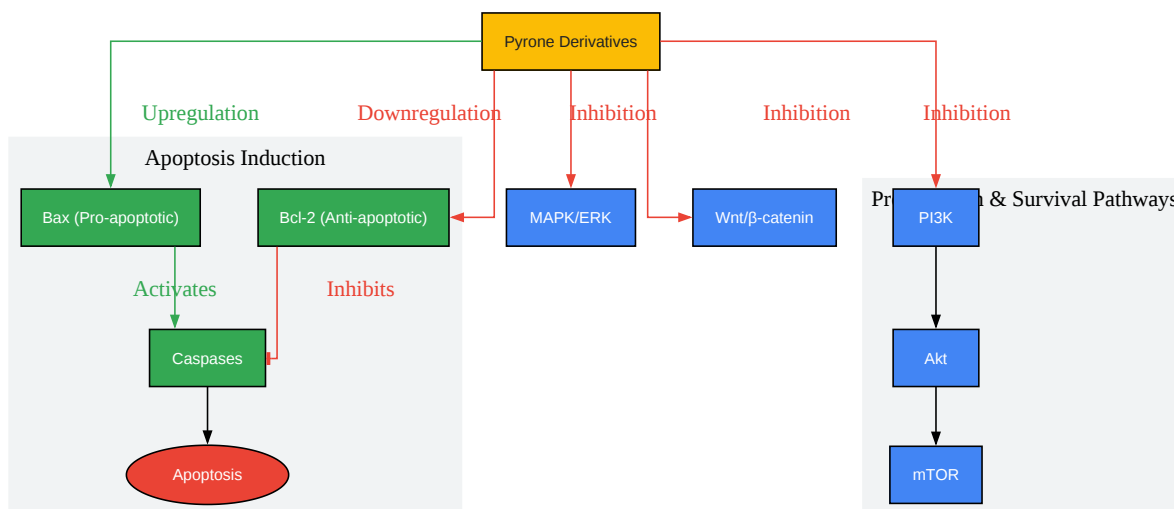 Pyrone Derivatives
Upregulation
Downregulation
Inhibition
Inhibition
Inhibition
Apoptosis Induction
& Survival Pathways
Bax (Pro-apoptotic)
Bcl-2 (Anti-apoptotic)
MAPK/ERK
Wnt/β-catenin
PI3K
Activates
Inhibits
Caspases
Akt
Apoptosis
mTOR